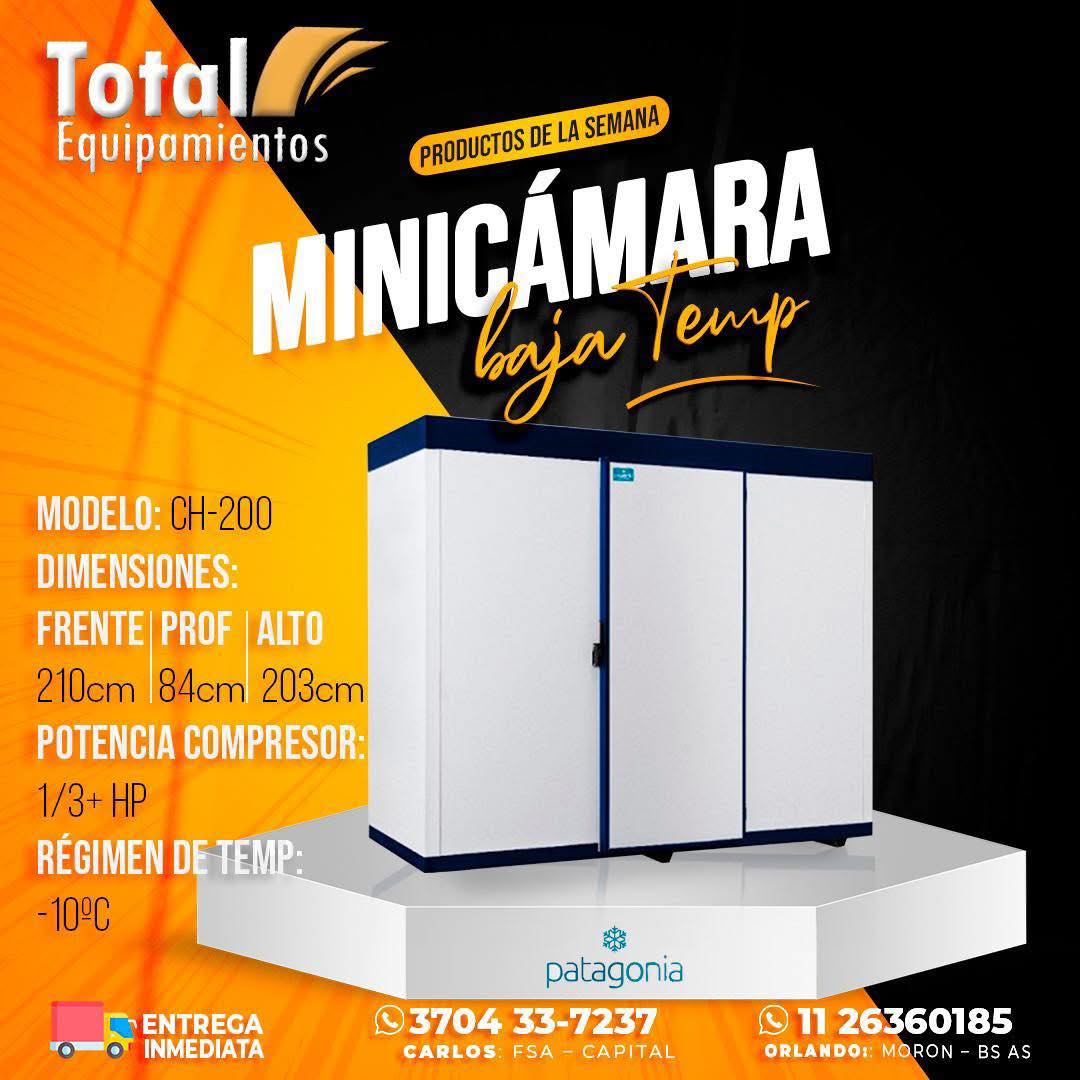 Total
Equipamientos
PRODUCTOS DE LA SEMANA
MINICÁMARA
baja Temp
MODELO: CH-200
DIMENSIONES:
FRENTE PROF ALTO
210cm 84cm 203cm
POTENCIA COMPRESOR:
1/3+ HP
RÉGIMEN DE TEMP:
-10ºC
patagonia
ENTREGA
INMEDIATA
3704 33-7237
CARLOS: FSA – CAPITAL
11 26360185
ORLANDO:: MORON – BS AS